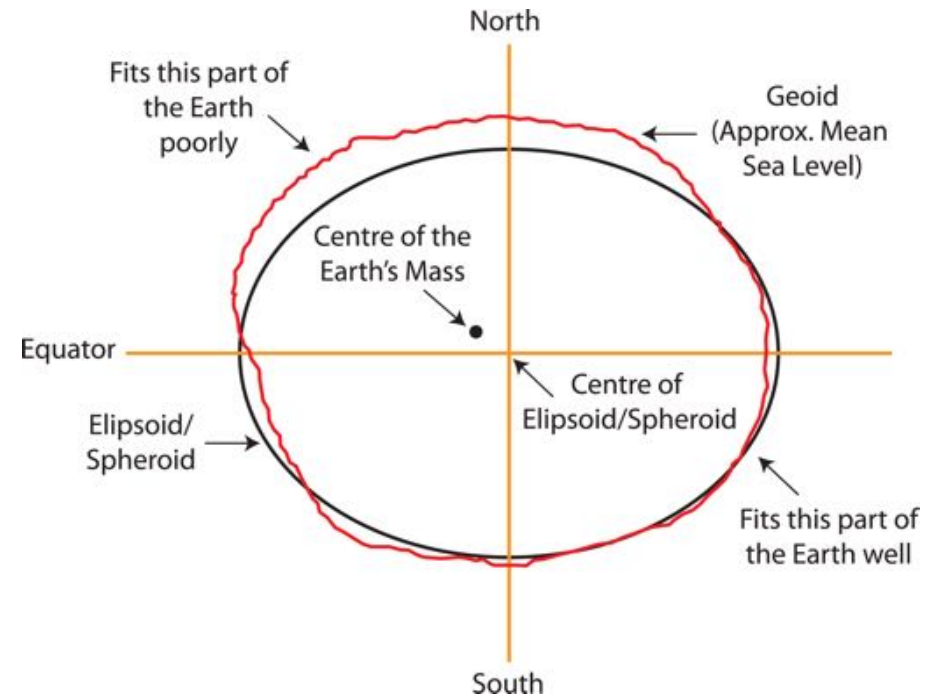 North
Fits this part of
the Earth
poorly
Geoid
(Approx. Mean
Sea Level)
Centre of the
Earth's Mass
Equator
Centre of
Elipsoid/Spheroid
Elipsoid/
Spheroid
Fits this part of
the Earth well
South